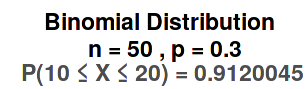 Binomial Distribution
n = 50 , p = 0.3
P(10 ≤ X ≤ 20) = 0.9120045